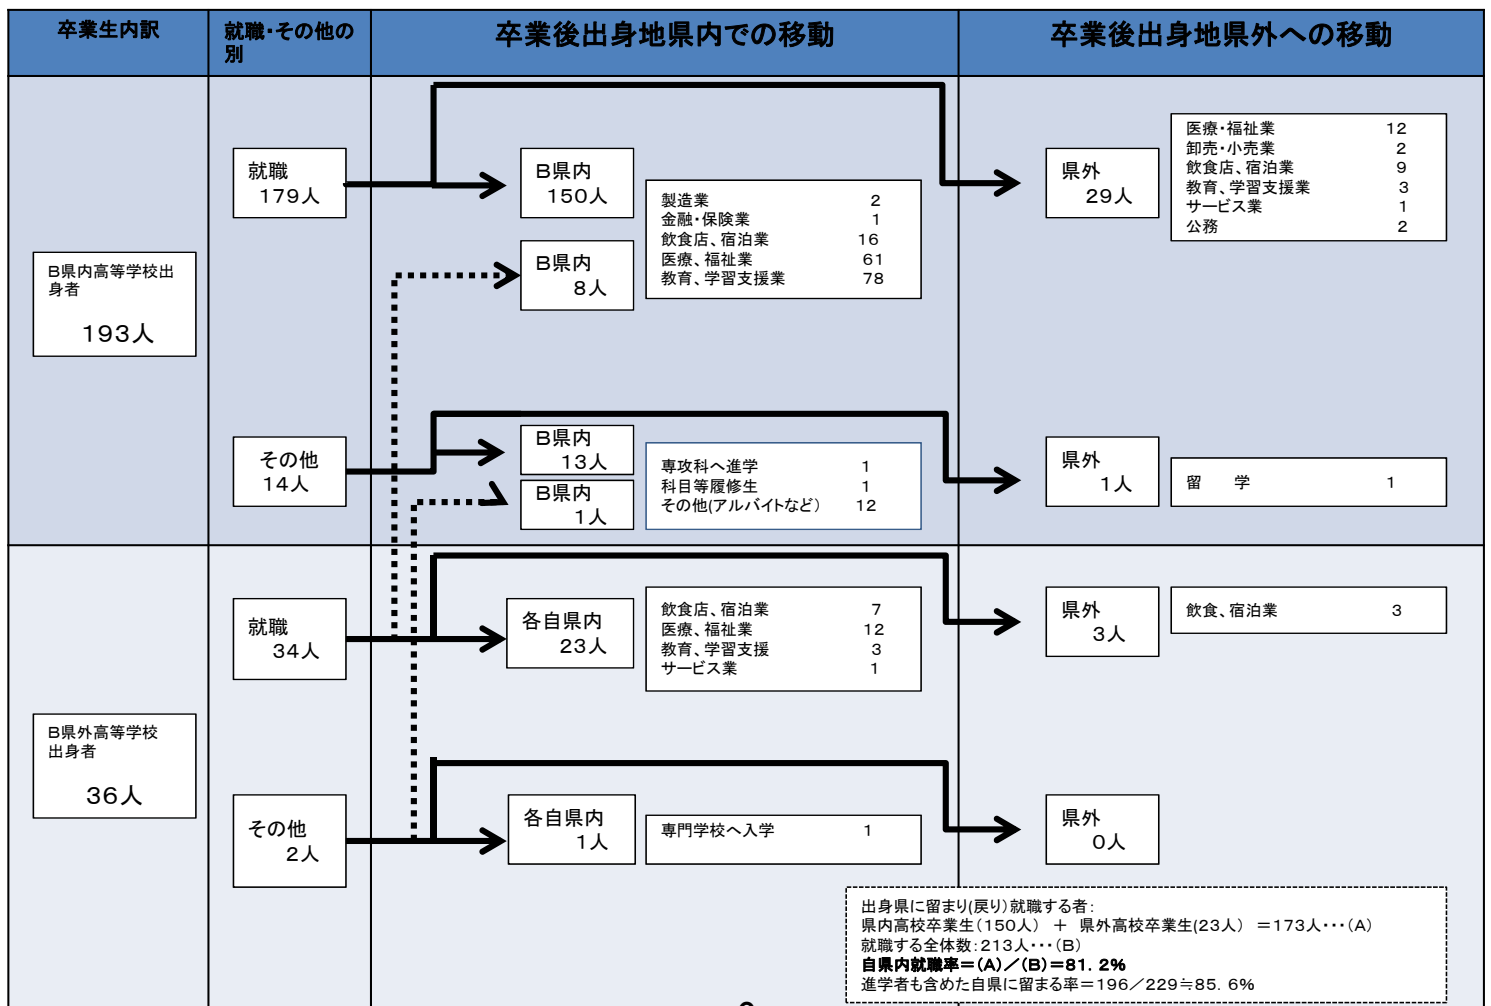 卒業生内訳
就職・その他の
別
卒業後出身地県内での移動
卒業後出身地県外への移動
B県内高等学校出
身者
193人
就職
179人
B県内
150人
B県内
8人
製造業 2
金融・保険業 1
飲食店、宿泊業 16
医療、福祉業 61
教育、学習支援業 78
県外
29人
医療・福祉業 12
卸売・小売業 2
飲食店、宿泊業 9
教育、学習支援業 3
サービス業 1
公務 2
その他
14人
B県内
13人
B県内
1人
専攻科へ進学 1
科目等履修生 1
その他(アルバイトなど) 12
県外
1人
留 学 1
B県外高等学校
出身者
36人
就職
34人
各自県内
23人
飲食店、宿泊業 7
医療、福祉業 12
教育、学習支援 3
サービス業 1
県外
3人
飲食、宿泊業 3
その他
2人
各自県内
1人
専門学校へ入学 1
県外
0人
出身県に留まり(戻り)就職する者:
県内高校卒業生(150人) + 県外高校卒業生(23人) =173人・・・(A)
就職する全体数:213人・・・(B)
自県内就職率=(A)/(B)=81.2%
進学者も含めた自県に留まる率=196/229≒85.6%